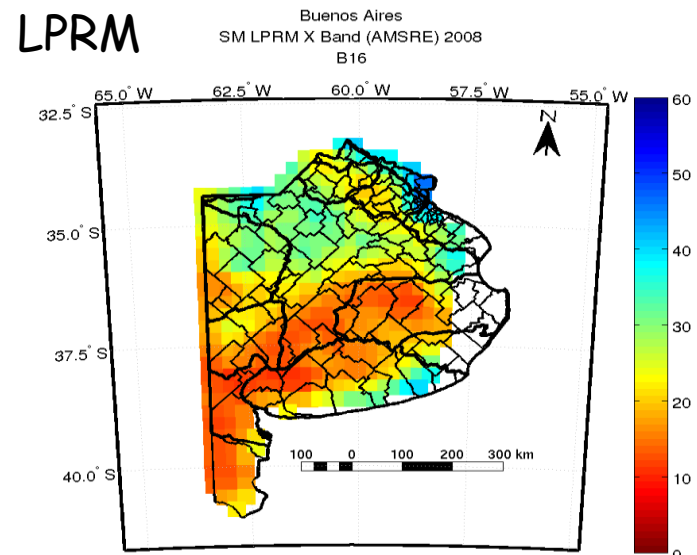 LPRM
Buenos Aires
SM LPRM X Band (AMSRE) 2008
B16
65.0° W 62.5° W 60.0° W 57.5° W 55.0° W
32.5° S
35.0° S
37.5° S
40.0° S
N
100 0 100 200 300 km
60
50
40
30
20
10
0